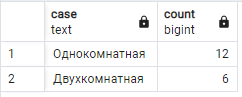 case count
text bigint
1 Однокомнатная 12
2 Двухкомнатная 6